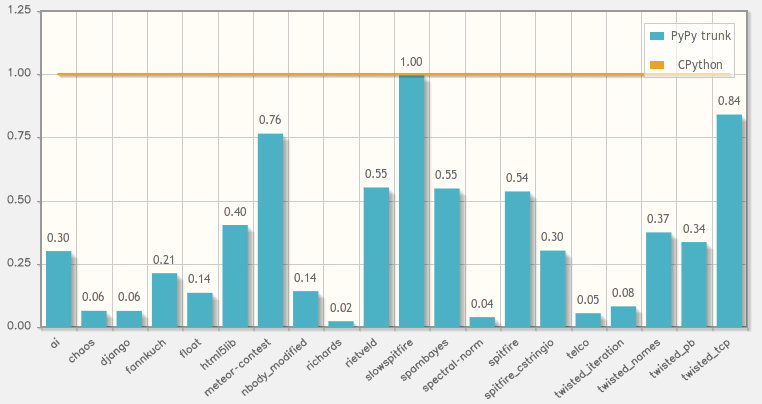 1.25
1.00
0.75
0.50
0.25
0.00
PyPy trunk
CPython
0.30
0.06
0.06
0.21
0.14
0.40
0.76
0.14
0.02
0.55
1.00
0.55
0.04
0.54
0.30
0.05
0.08
0.37
0.34
0.84
ai
chaos
django
fannkuch
float
html5lib
meteor-contest
nbody_modified
richards
rietveld
slowspitfire
spambayes
spectral-norm
spitfire
spitfire_cstringio
telco
twisted_iteration
twisted_names
twisted_pb
twisted_tcp